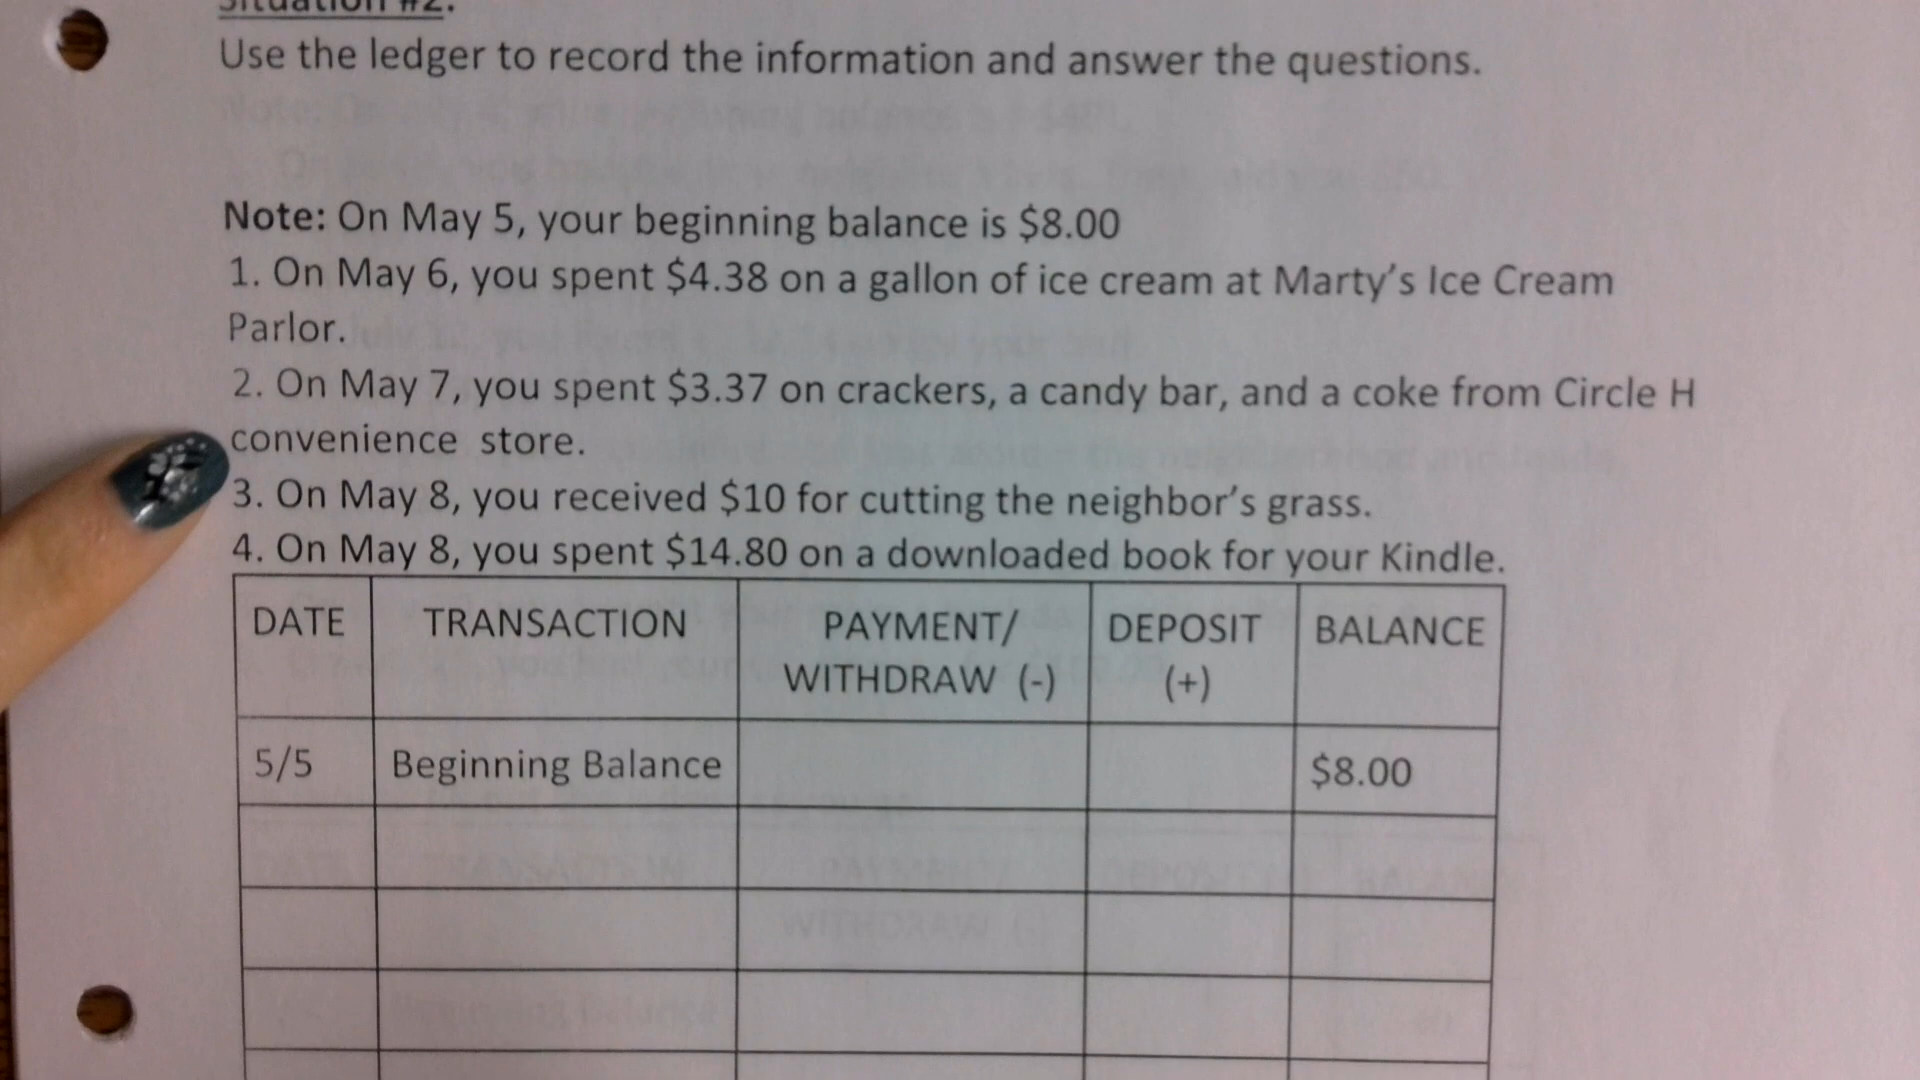 Situation #2:
Use the ledger to record the information and answer the questions.
Note: On May 5, your beginning balance is $8.00
1. On May 6, you spent $4.38 on a gallon of ice cream at Marty's Ice Cream
Parlor.
2. On May 7, you spent $3.37 on crackers, a candy bar, and a coke from Circle H
convenience store.
3. On May 8, you received $10 for cutting the neighbor's grass.
4. On May 8, you spent $14.80 on a downloaded book for your Kindle.
DATE TRANSACTION PAYMENT/ DEPOSIT BALANCE
WITHDRAW (-) (+)
5/5 Beginning Balance $8.00